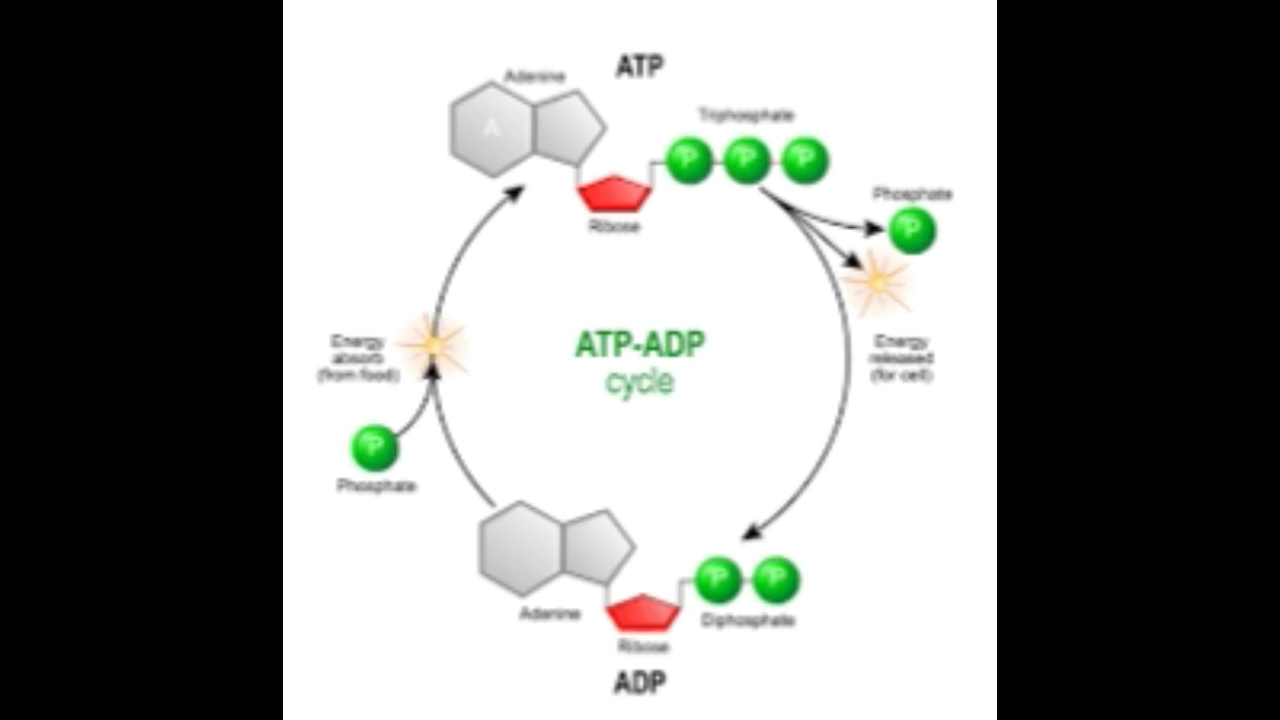 ATP
Adenine
A
Triphosphate
P P P
Ribose
Phosphate
P
ATP-ADP
cycle
Energy
absorb
(from food)
Energy
released
(for cell)
P
Phosphate
P P
Adenine
Diphosphate
Ribose
ADP